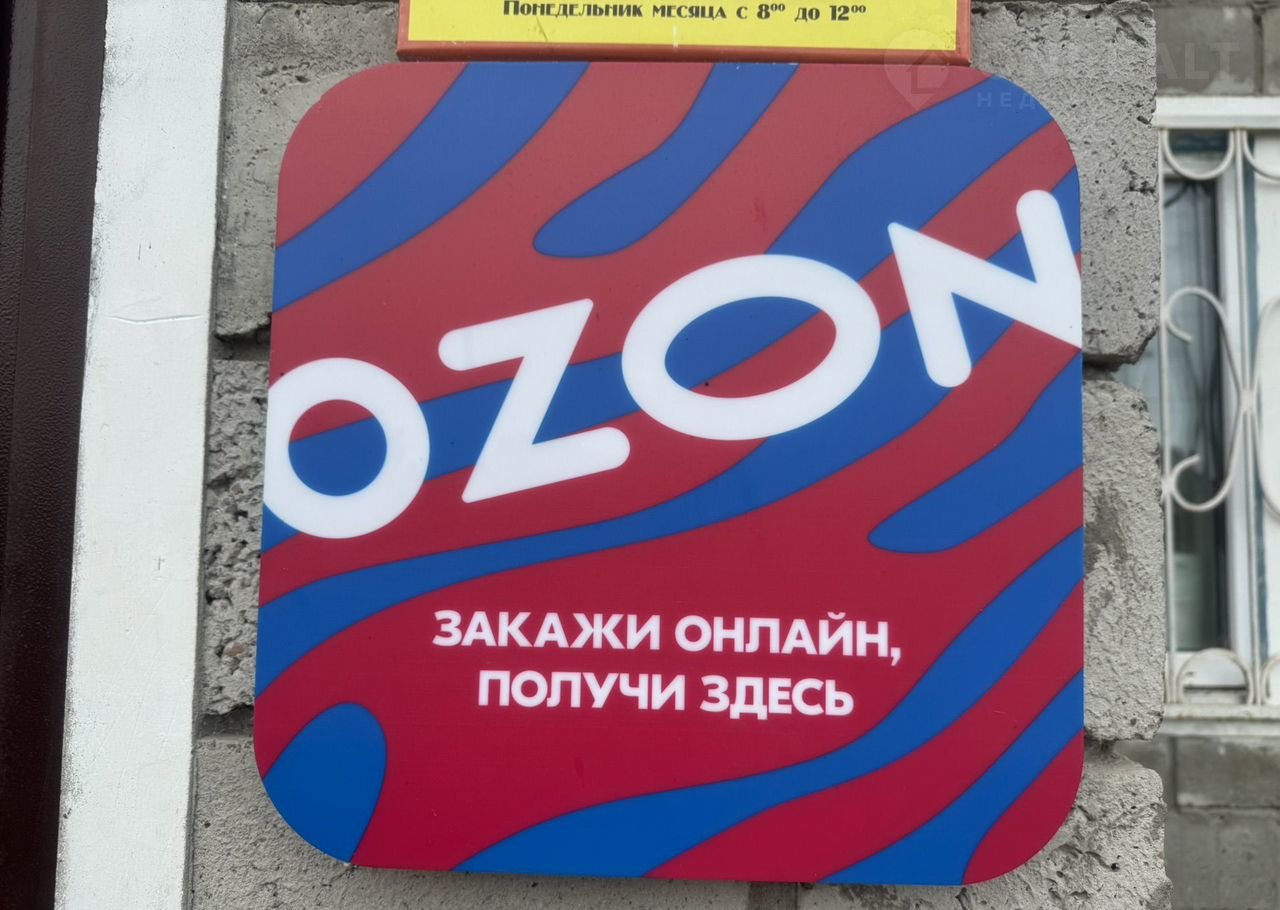 Понедельник месяца с 8⁰⁰ до 12⁰⁰
OZON
ЗАКАЖИ ОНЛАЙН,
ПОЛУЧИ ЗДЕСЬ